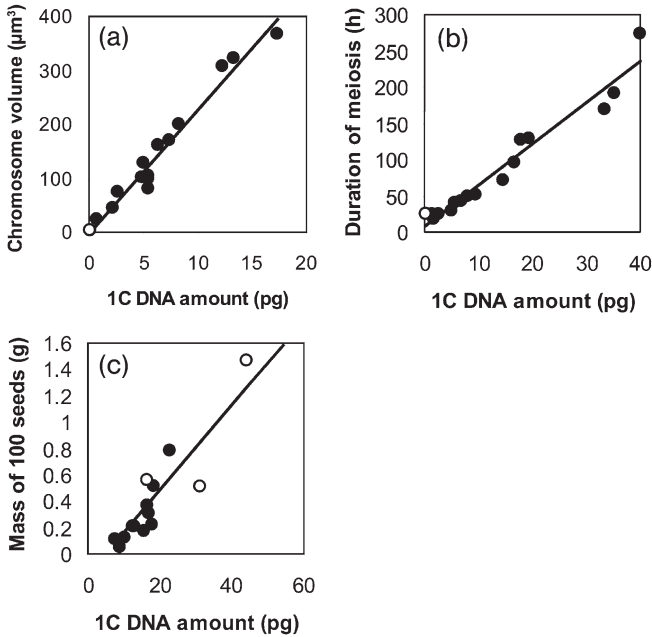 (a)
Chromosome volume (µm³)
400
300
200
100
0
0 5 10 15 20
1C DNA amount (pg)
(b)
Duration of meiosis (h)
300
250
200
150
100
50
0
0 10 20 30 40
1C DNA amount (pg)
(c)
Mass of 100 seeds (g)
1.6
1.4
1.2
1
0.8
0.6
0.4
0.2
0
0 20 40 60
1C DNA amount (pg)